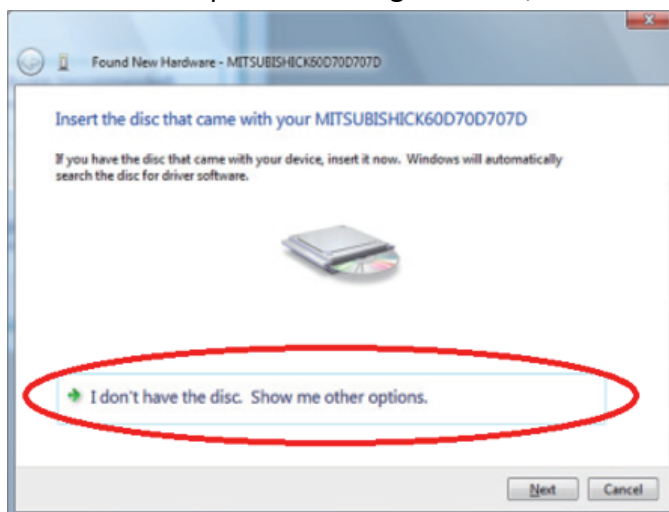 Found New Hardware - MITSUBISHICK60D70D707D
Insert the disc that came with your MITSUBISHICK60D70D707D
If you have the disc that came with your device, insert it now. Windows will automatically
search the disc for driver software.
I don't have the disc. Show me other options.
Next Cancel